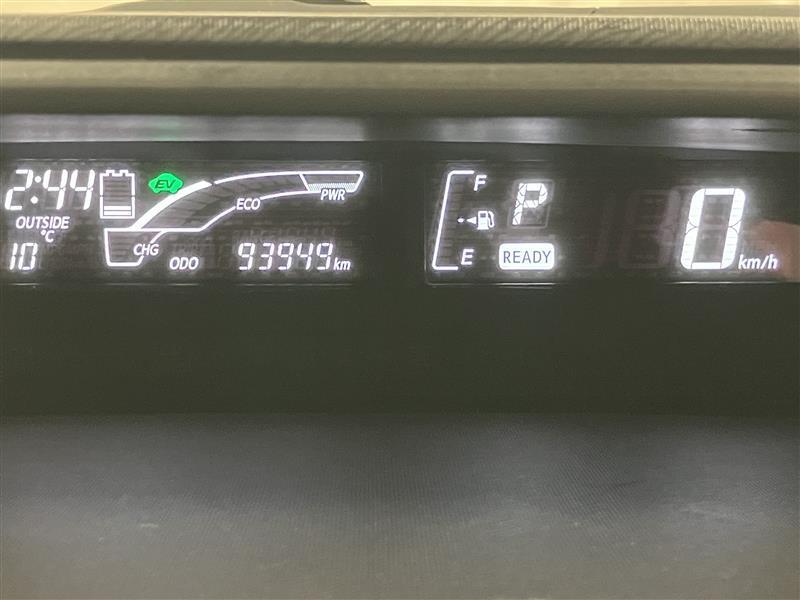 2:44
EV
ECO
PWR
OUTSIDE
°C
10
CHG
ODO
93949 km
F
P
E
READY
0 km/h